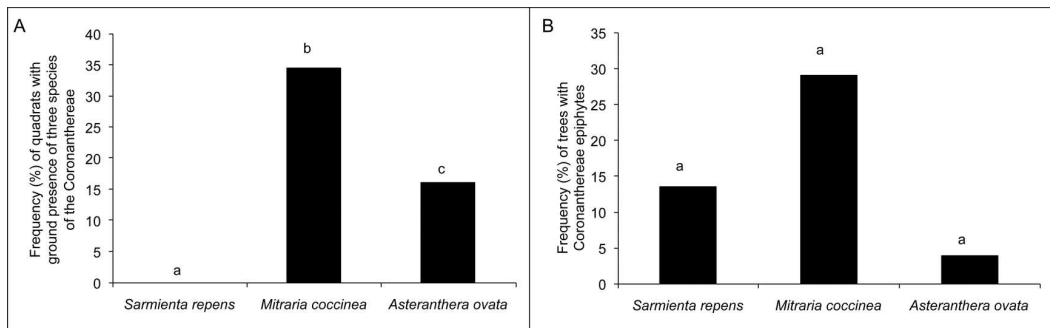 A
Frequency (%) of quadrats with
ground presence of three species
of the Coronanthereae
40
35
30
25
20
15
10
5
0
a
b
c
Sarmienta repens
Mitraria coccinea
Asteranthera ovata
B
Frequency (%) of trees with
Coronanthereae epiphytes
35
30
25
20
15
10
5
0
a
a
a
Sarmienta repens
Mitraria coccinea
Asteranthera ovata